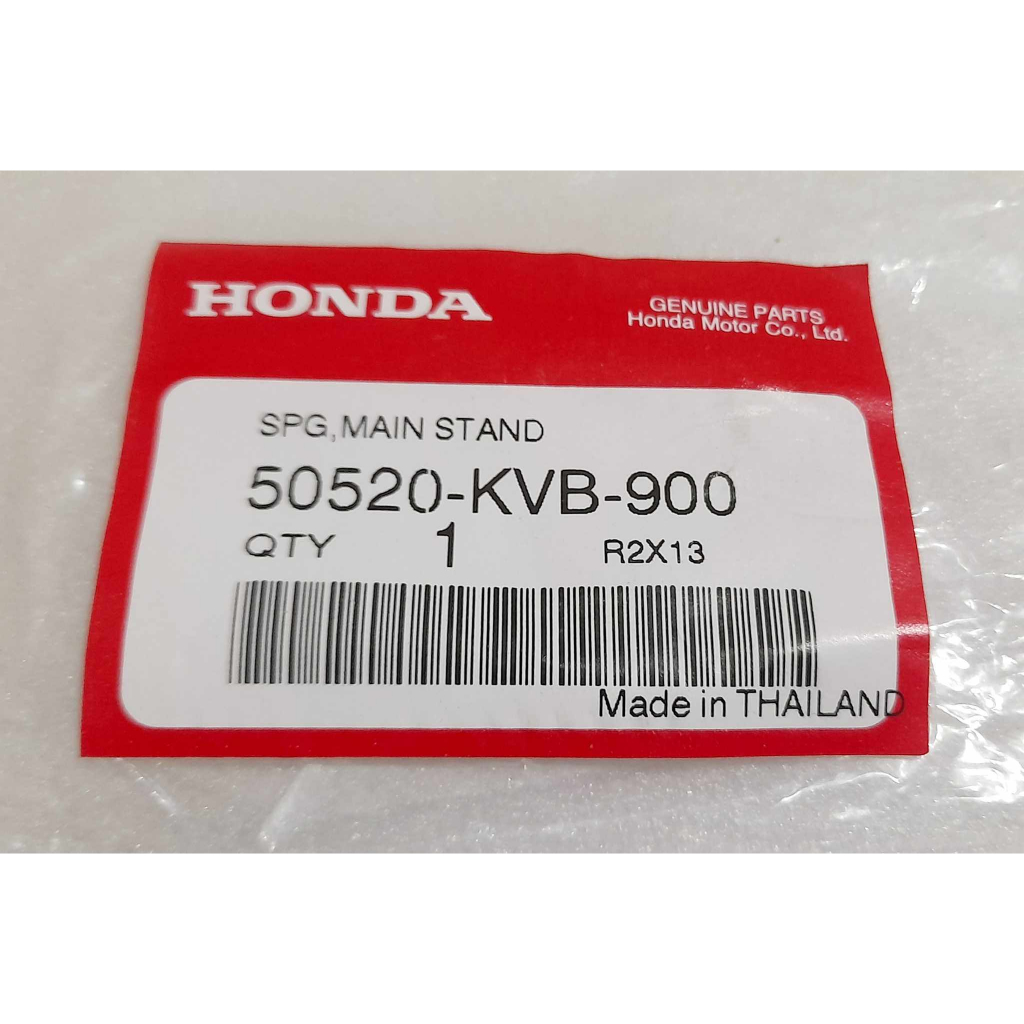 HONDA
GENUINE PARTS
Honda Motor Co., Ltd.
SPG,MAIN STAND
50520-KVB-900
QTY 1 R2X13
Made in THAILAND